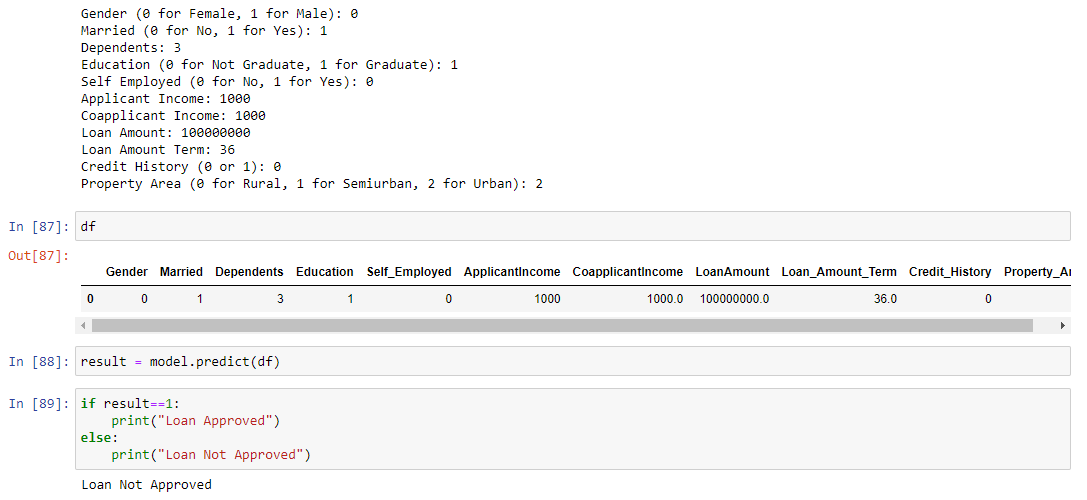 Gender (0 for Female, 1 for Male): 0
Married (0 for No, 1 for Yes): 1
Dependents: 3
Education (0 for Not Graduate, 1 for Graduate): 1
Self Employed (0 for No, 1 for Yes): 0
Applicant Income: 1000
Coapplicant Income: 1000
Loan Amount: 100000000
Loan Amount Term: 36
Credit History (0 or 1): 0
Property Area (0 for Rural, 1 for Semiurban, 2 for Urban): 2
In [87]: df
Out[87]:
Gender Married Dependents Education Self_Employed ApplicantIncome CoapplicantIncome LoanAmount Loan_Amount_Term Credit_History Property_A
0 0 1 3 1 0 1000 1000.0 100000000.0 36.0 0
In [88]: result = model.predict(df)
In [89]: if result==1:
    print("Loan Approved")
else:
    print("Loan Not Approved")
Loan Not Approved